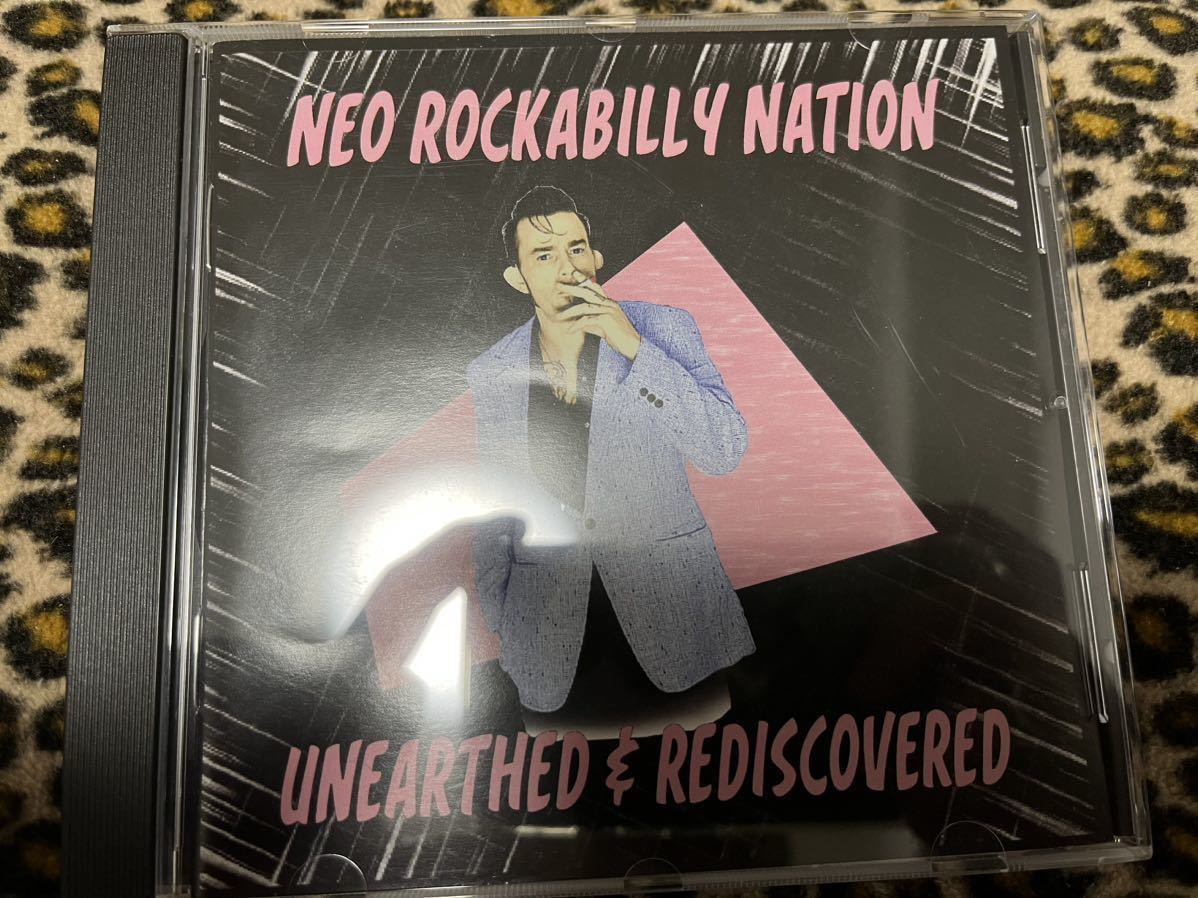 NEO ROCKABILLY NATION
UNEARTHED & REDISCOVERED